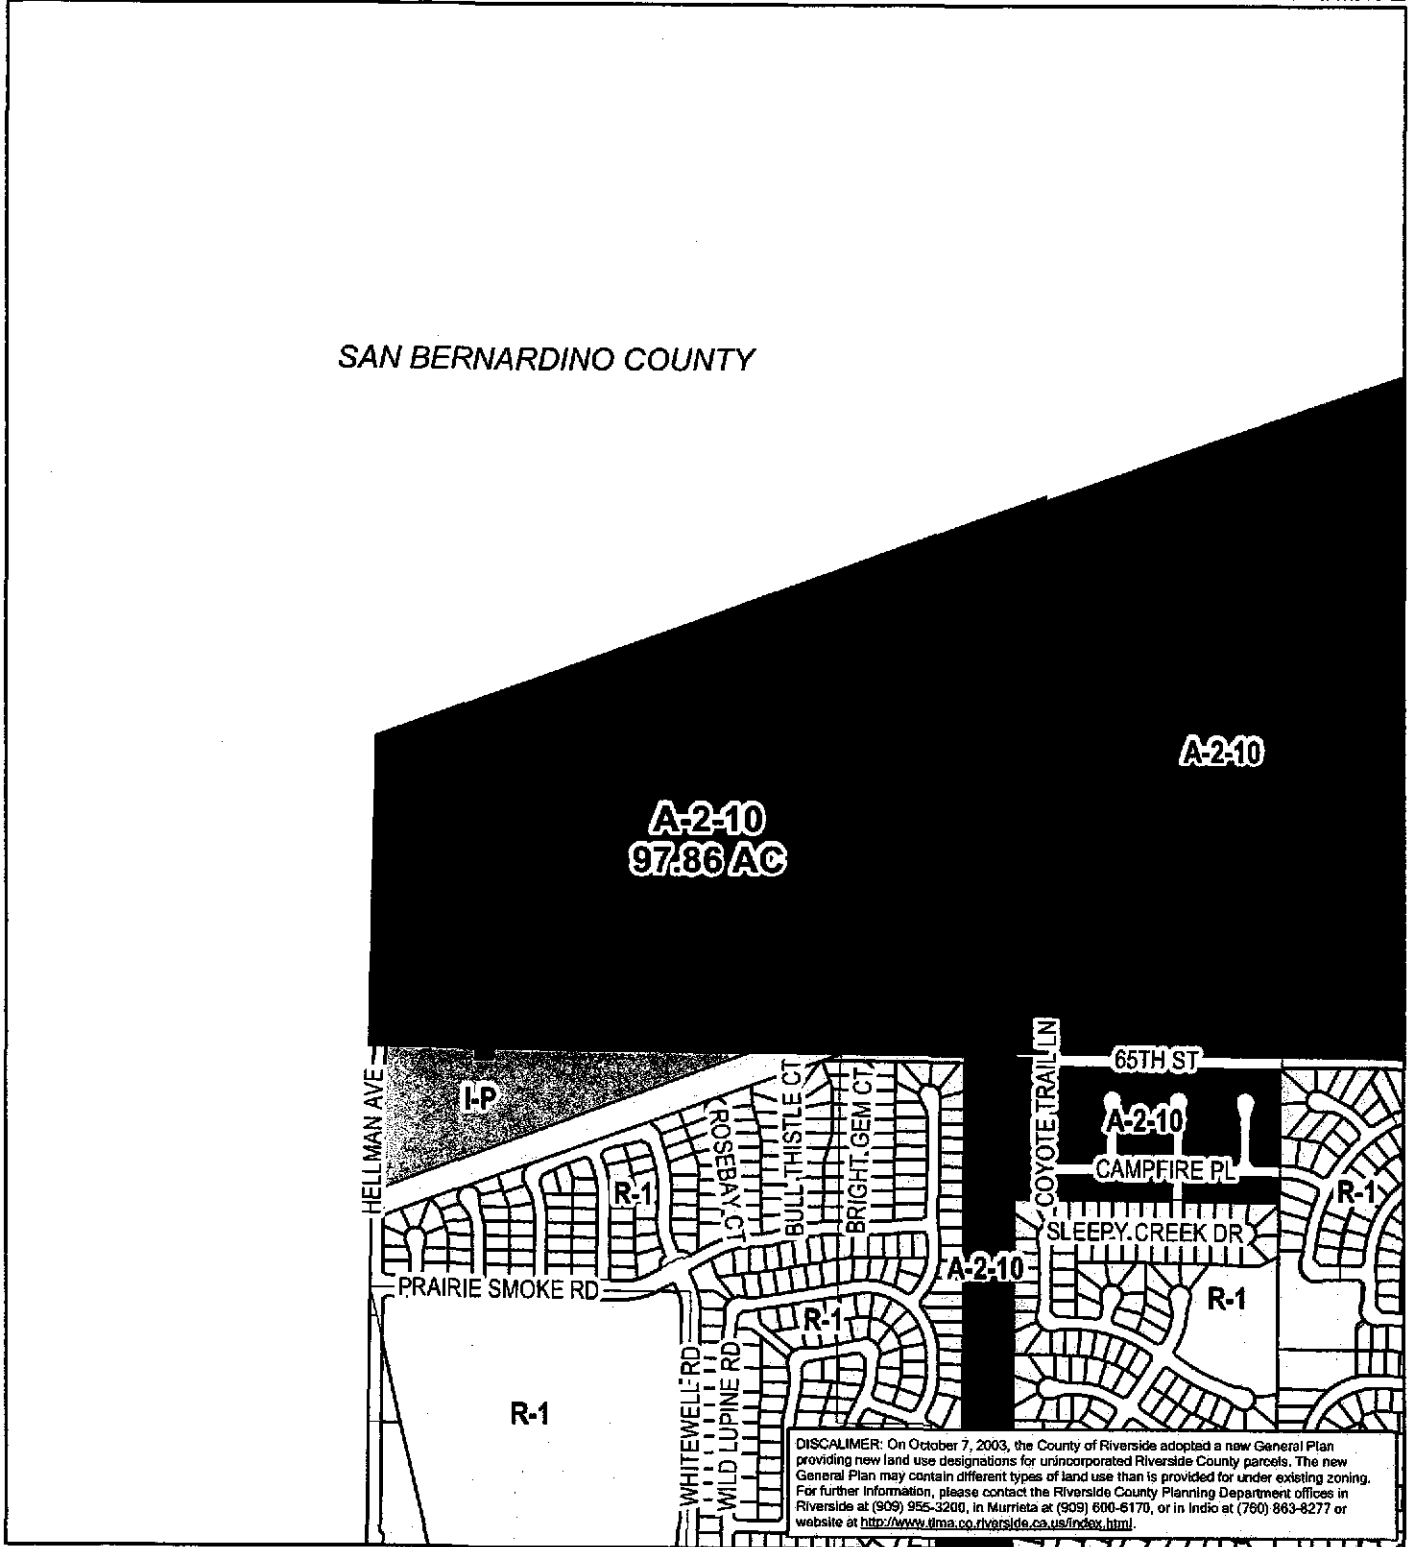 SAN BERNARDINO COUNTY
A-2-10
A-2-10
97.86 AC
HELLMAN AVE
I-P
ROSEBAY CT
BULL THISTLE CT
BRIGHT GEM CT
COYOTE TRAIL LN
65TH ST
A-2-10
CAMPFIRE PL
R-1
R-1
SLEEPY CREEK DR
A-2-10
PRAIRIE SMOKE RD
R-1
R-1
WHITEWELL RD
WILD LUPINE RD
R-1
DISCALIMER: On October 7, 2003, the County of Riverside adopted a new General Plan
providing new land use designations for unincorporated Riverside County parcels. The new
General Plan may contain different types of land use than is provided for under existing zoning.
For further information, please contact the Riverside County Planning Department offices in
Riverside at (909) 955-3200, in Murrieta at (909) 600-6170, or in Indio at (760) 863-8277 or
website at http://www.tlma.co.riverside.ca.us/index.html.